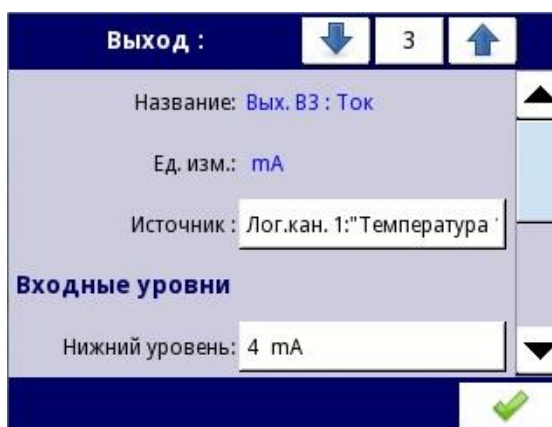 Выход : 3
Название: Вых. В3 : Ток
Ед. изм.: mA
Источник : Лог.кан. 1:"Температура
Входные уровни
Нижний уровень: 4 mA